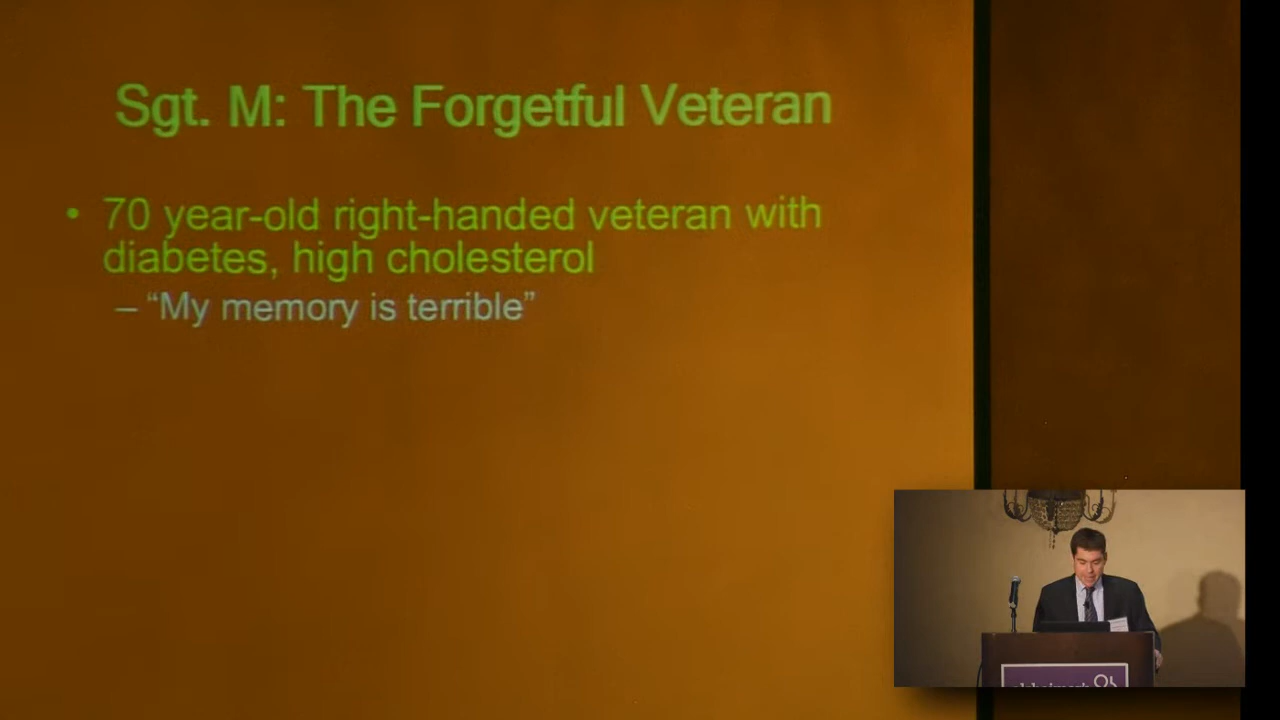 Sgt. M: The Forgetful Veteran
• 70 year-old right-handed veteran with
diabetes, high cholesterol
– “My memory is terrible”